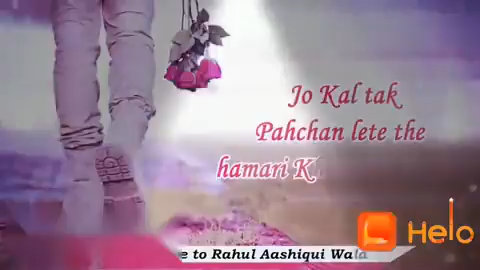 Jo Kal tak
Pahchan lete the
hamari K
e to Rahul Aashiqui Wala
Helo